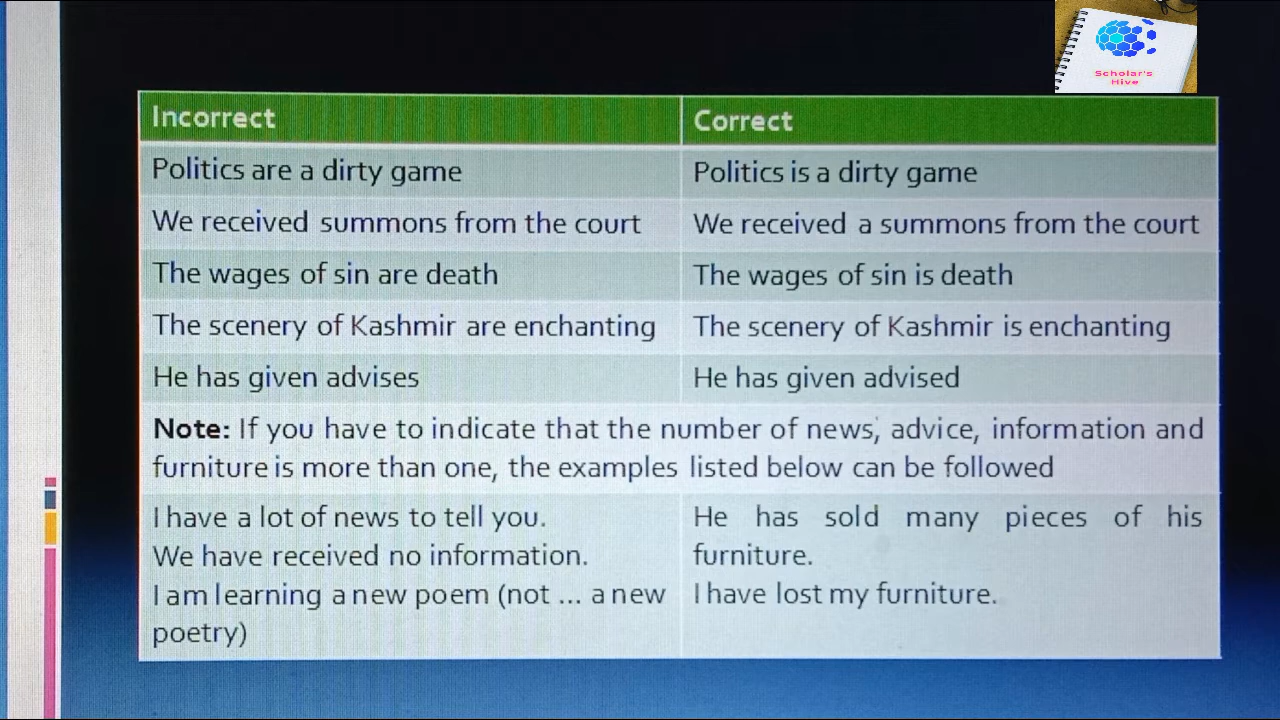 Scholar's
Hive
Incorrect
Correct
Politics are a dirty game
Politics is a dirty game
We received summons from the court
We received a summons from the court
The wages of sin are death
The wages of sin is death
The scenery of Kashmir are enchanting
The scenery of Kashmir is enchanting
He has given advises
He has given advised
Note: If you have to indicate that the number of news, advice, information and
furniture is more than one, the examples listed below can be followed
I have a lot of news to tell you.
We have received no information.
I am learning a new poem (not ... a new
poetry)
He has sold many pieces of his
furniture.
I have lost my furniture.